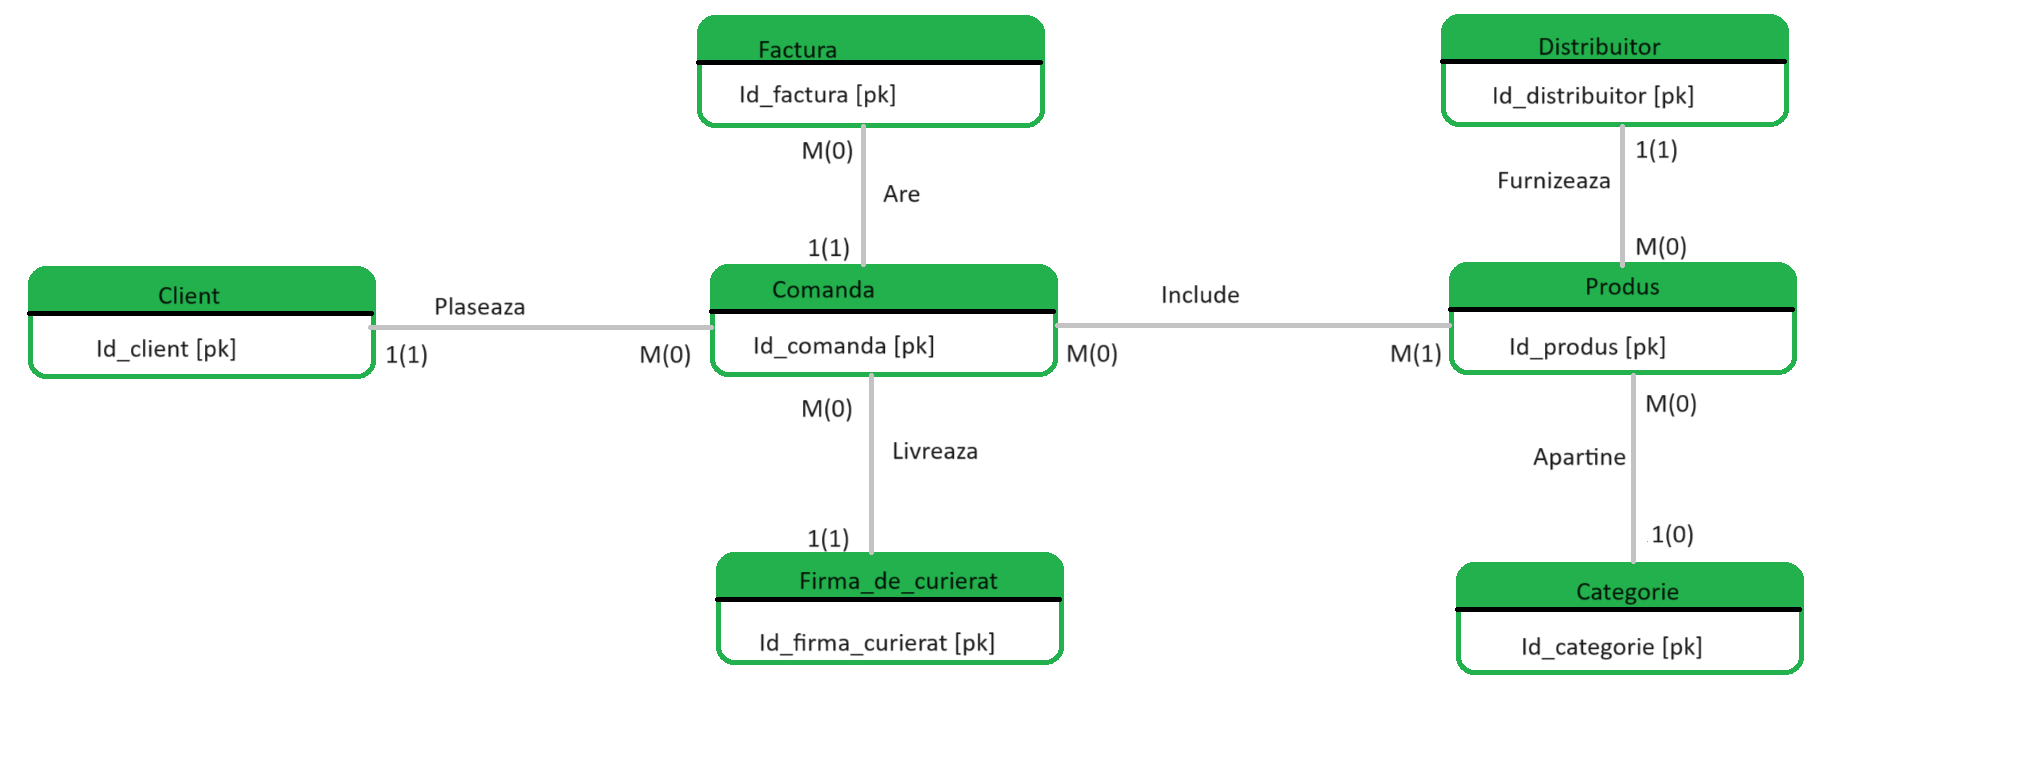 Factura
Id_factura [pk]
Distribuitor
Id_distribuitor [pk]
M(0)
Are
1(1)
1(1)
Furnizeaza
M(0)
Client
Id_client [pk]
Plaseaza
1(1)
M(0)
Comanda
Id_comanda [pk]
Include
M(0)
M(1)
Produs
Id_produs [pk]
M(0)
Livreaza
1(1)
M(0)
Apartine
1(0)
Firma_de_curierat
Id_firma_curierat [pk]
Categorie
Id_categorie [pk]